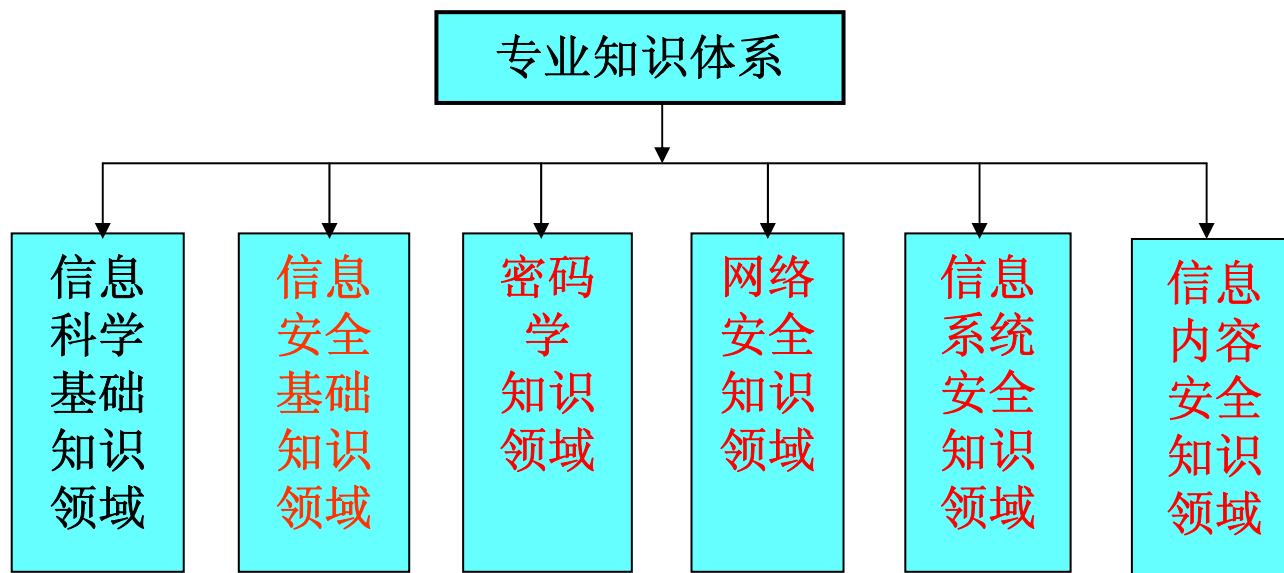 专业知识体系
信息
科学
基础
知识
领域
信息
安全
基础
知识
领域
密码
学
知识
领域
网络
安全
知识
领域
信息
系统
安全
知识
领域
信息
内容
安全
知识
领域